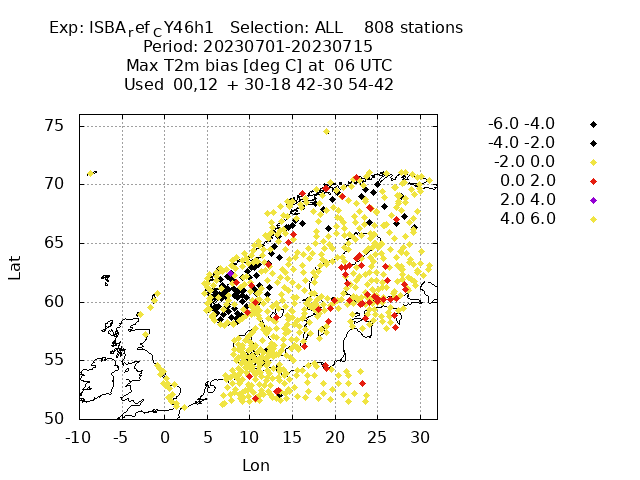 Exp: ISBA_ref_CY46h1 Selection: ALL 808 stations
Period: 20230701-20230715
Max T2m bias [deg C] at 06 UTC
Used 00,12 + 30-18 42-30 54-42
75
70
65
60
55
50
-10 -5 0 5 10 15 20 25 30
Lat
Lon
-6.0 -4.0
-4.0 -2.0
-2.0 0.0
0.0 2.0
2.0 4.0
4.0 6.0